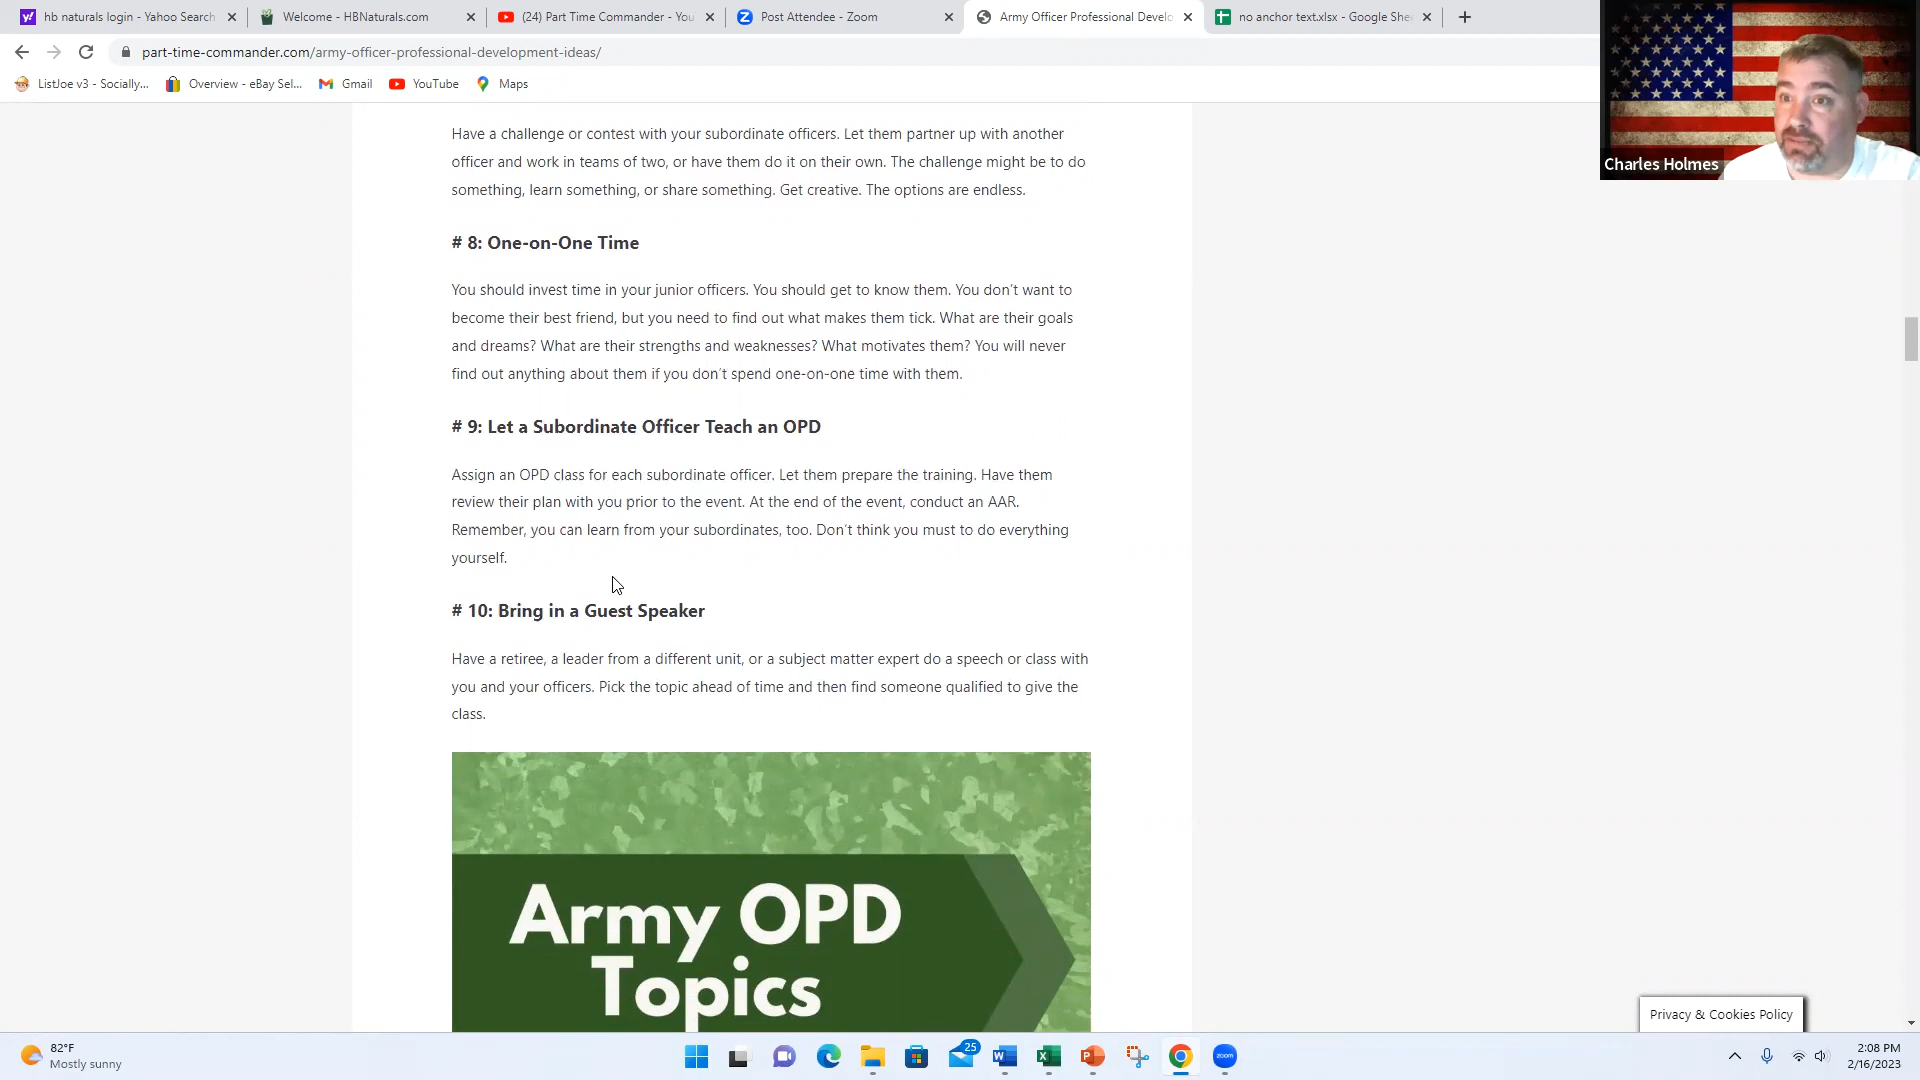 hb naturals login - Yahoo Search
Welcome - HBNaturals.com
(24) Part Time Commander - You
Post Attendee - Zoom
Army Officer Professional Develo
no anchor text.xlsx - Google She
part-time-commander.com/army-officer-professional-development-ideas/
ListJoe v3 - Socially...
Overview - eBay Sel...
Gmail
YouTube
Maps
Charles Holmes
Have a challenge or contest with your subordinate officers. Let them partner up with another
officer and work in teams of two, or have them do it on their own. The challenge might be to do
something, learn something, or share something. Get creative. The options are endless.
# 8: One-on-One Time
You should invest time in your junior officers. You should get to know them. You don’t want to
become their best friend, but you need to find out what makes them tick. What are their goals
and dreams? What are their strengths and weaknesses? What motivates them? You will never
find out anything about them if you don’t spend one-on-one time with them.
# 9: Let a Subordinate Officer Teach an OPD
Assign an OPD class for each subordinate officer. Let them prepare the training. Have them
review their plan with you prior to the event. At the end of the event, conduct an AAR.
Remember, you can learn from your subordinates, too. Don’t think you must to do everything
yourself.
# 10: Bring in a Guest Speaker
Have a retiree, a leader from a different unit, or a subject matter expert do a speech or class with
you and your officers. Pick the topic ahead of time and then find someone qualified to give the
class.
Army OPD
Topics
Privacy & Cookies Policy
82°F
Mostly sunny
25
zoom
2:08 PM
2/16/2023